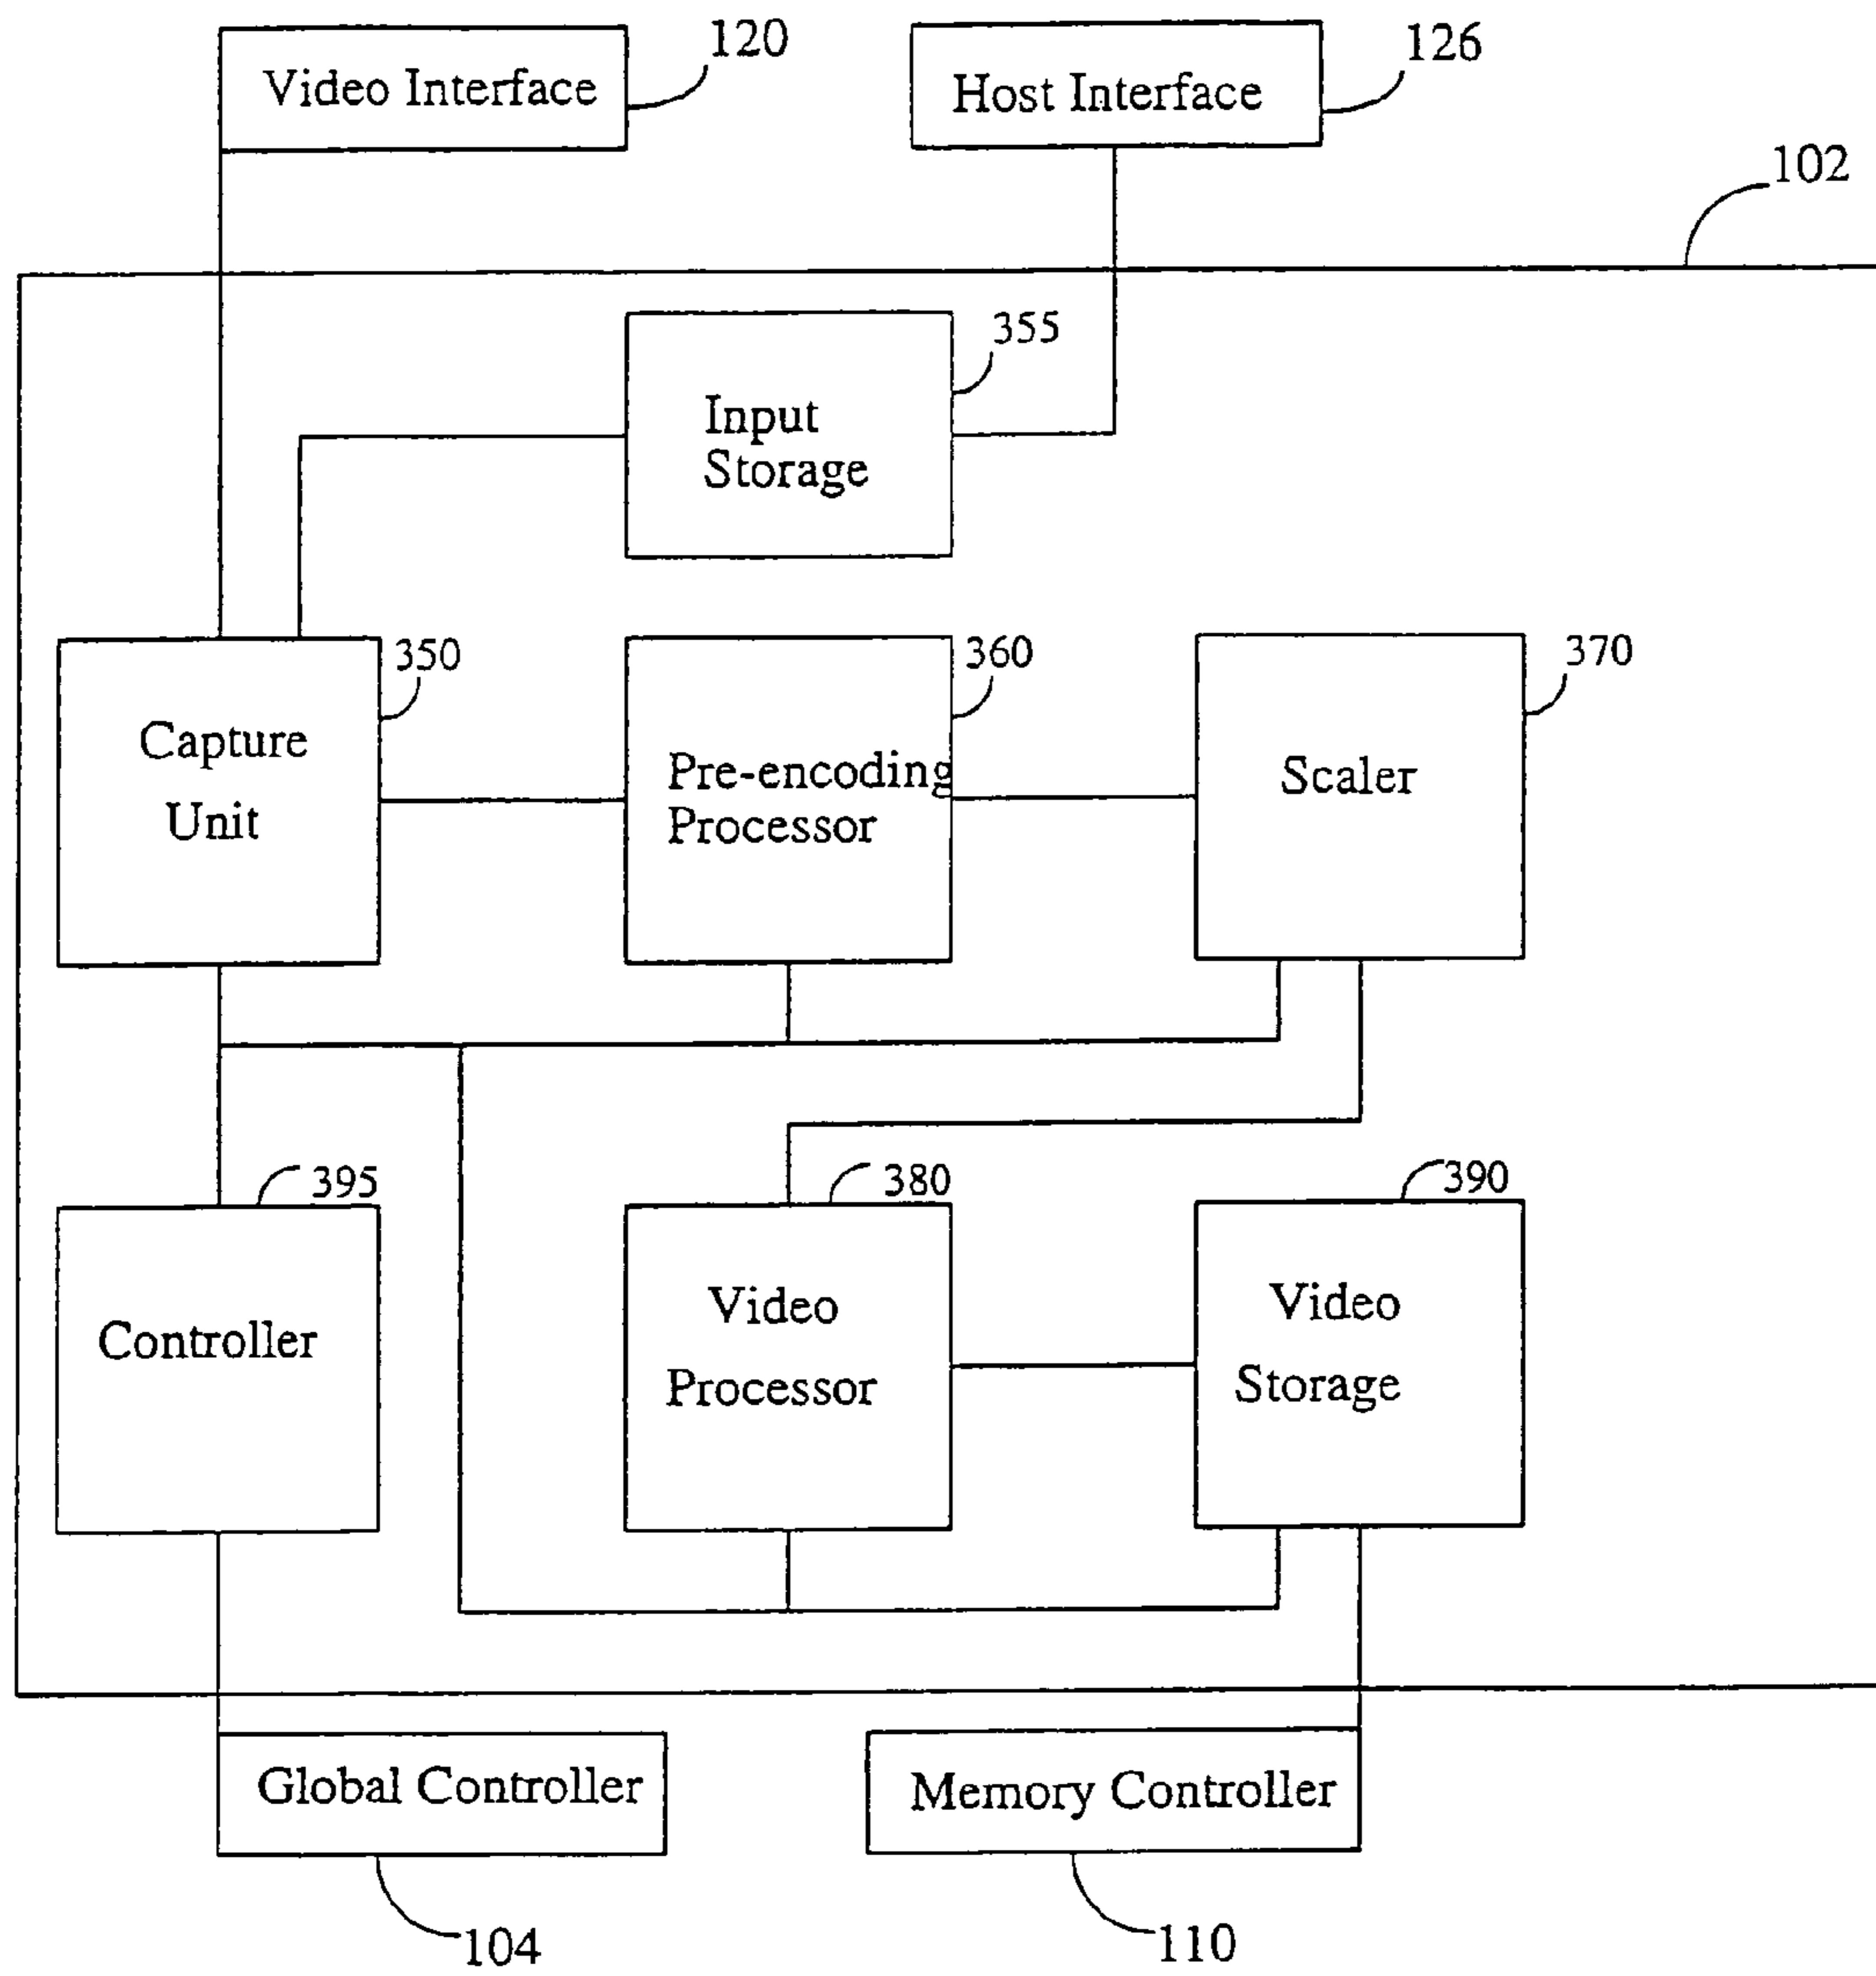 120
Video Interface
126
Host Interface
102
355
Input
Storage
350
Capture
Unit
360
Pre-encoding
Processor
370
Scaler
395
Controller
380
Video
Processor
390
Video
Storage
Global Controller
Memory Controller
104
110